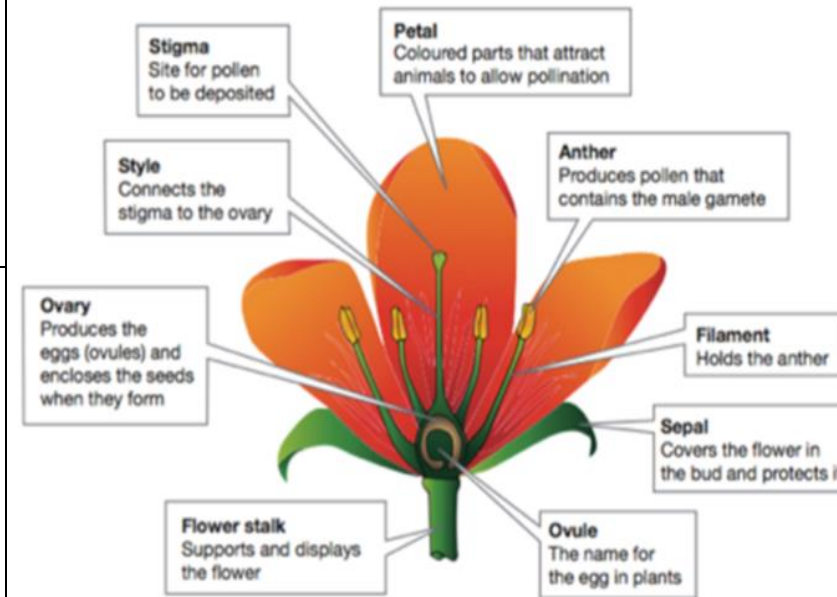 Stigma
Site for pollen
to be deposited
Petal
Coloured parts that attract
animals to allow pollination
Style
Connects the
stigma to the ovary
Anther
Produces pollen that
contains the male gamete
Ovary
Produces the
eggs (ovules) and
encloses the seeds
when they form
Filament
Holds the anther
Sepal
Covers the flower in
the bud and protects i
Flower stalk
Supports and displays
the flower
Ovule
The name for
the egg in plants